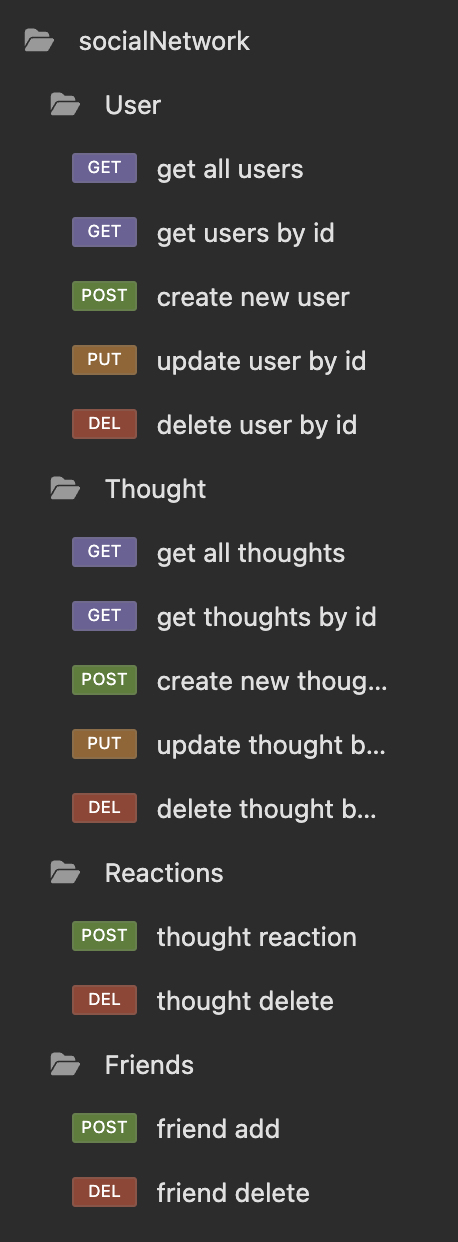 socialNetwork
User
GET get all users
GET get users by id
POST create new user
PUT update user by id
DEL delete user by id
Thought
GET get all thoughts
GET get thoughts by id
POST create new thoug...
PUT update thought b...
DEL delete thought b...
Reactions
POST thought reaction
DEL thought delete
Friends
POST friend add
DEL friend delete